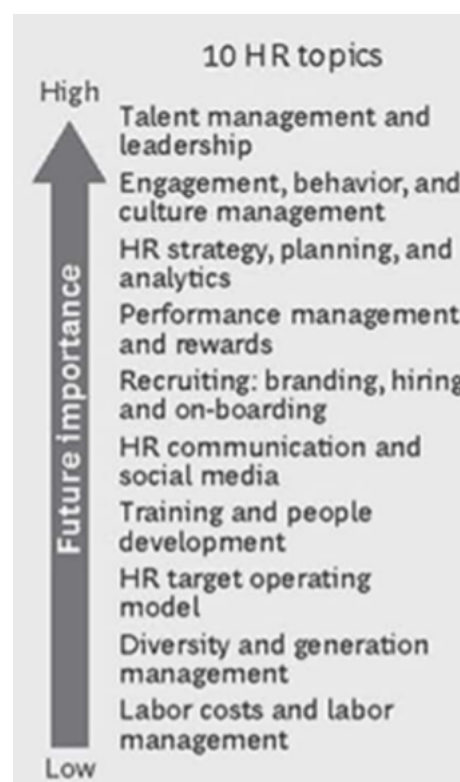 10 HR topics
High
Talent management and
leadership
Engagement, behavior, and
culture management
HR strategy, planning, and
analytics
Performance management
and rewards
Recruiting: branding, hiring
and on-boarding
HR communication and
social media
Training and people
development
HR target operating
model
Diversity and generation
management
Labor costs and labor
management
Future importance
Low